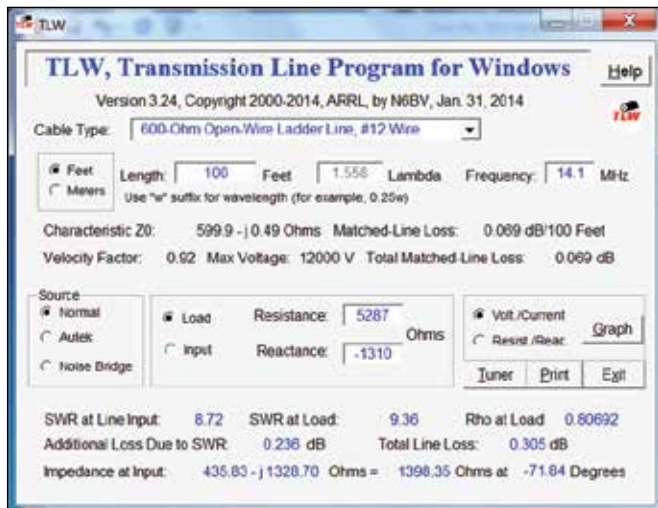 TLW
TLW, Transmission Line Program for Windows
Help
Version 3.24, Copyright 2000-2014, ARRL, by N6BV, Jan. 31, 2014
TLW
Cable Type: 600-Ohm Open-Wire Ladder Line, #12 Wire
Feet Length: 100 Feet 1.558 Lambda Frequency: 14.1 MHz
Meters Use "w" suffix for wavelength (for example, 0.25w)
Characteristic Z0: 599.9 - j 0.49 Ohms Matched-Line Loss: 0.069 dB/100 Feet
Velocity Factor: 0.92 Max Voltage: 12000 V Total Matched-Line Loss: 0.069 dB
Source
Normal
Autek
Noise Bridge
Load Resistance: 5287
Ohms
Input Reactance: -1310
Volt./Current
Resist./Reac.
Graph
Tuner Print Exit
SWR at Line Input: 8.72 SWR at Load: 9.36 Rho at Load 0.80692
Additional Loss Due to SWR: 0.236 dB Total Line Loss: 0.305 dB
Impedance at Input: 435.83 - j 1328.70 Ohms = 1398.35 Ohms at -71.84 Degrees